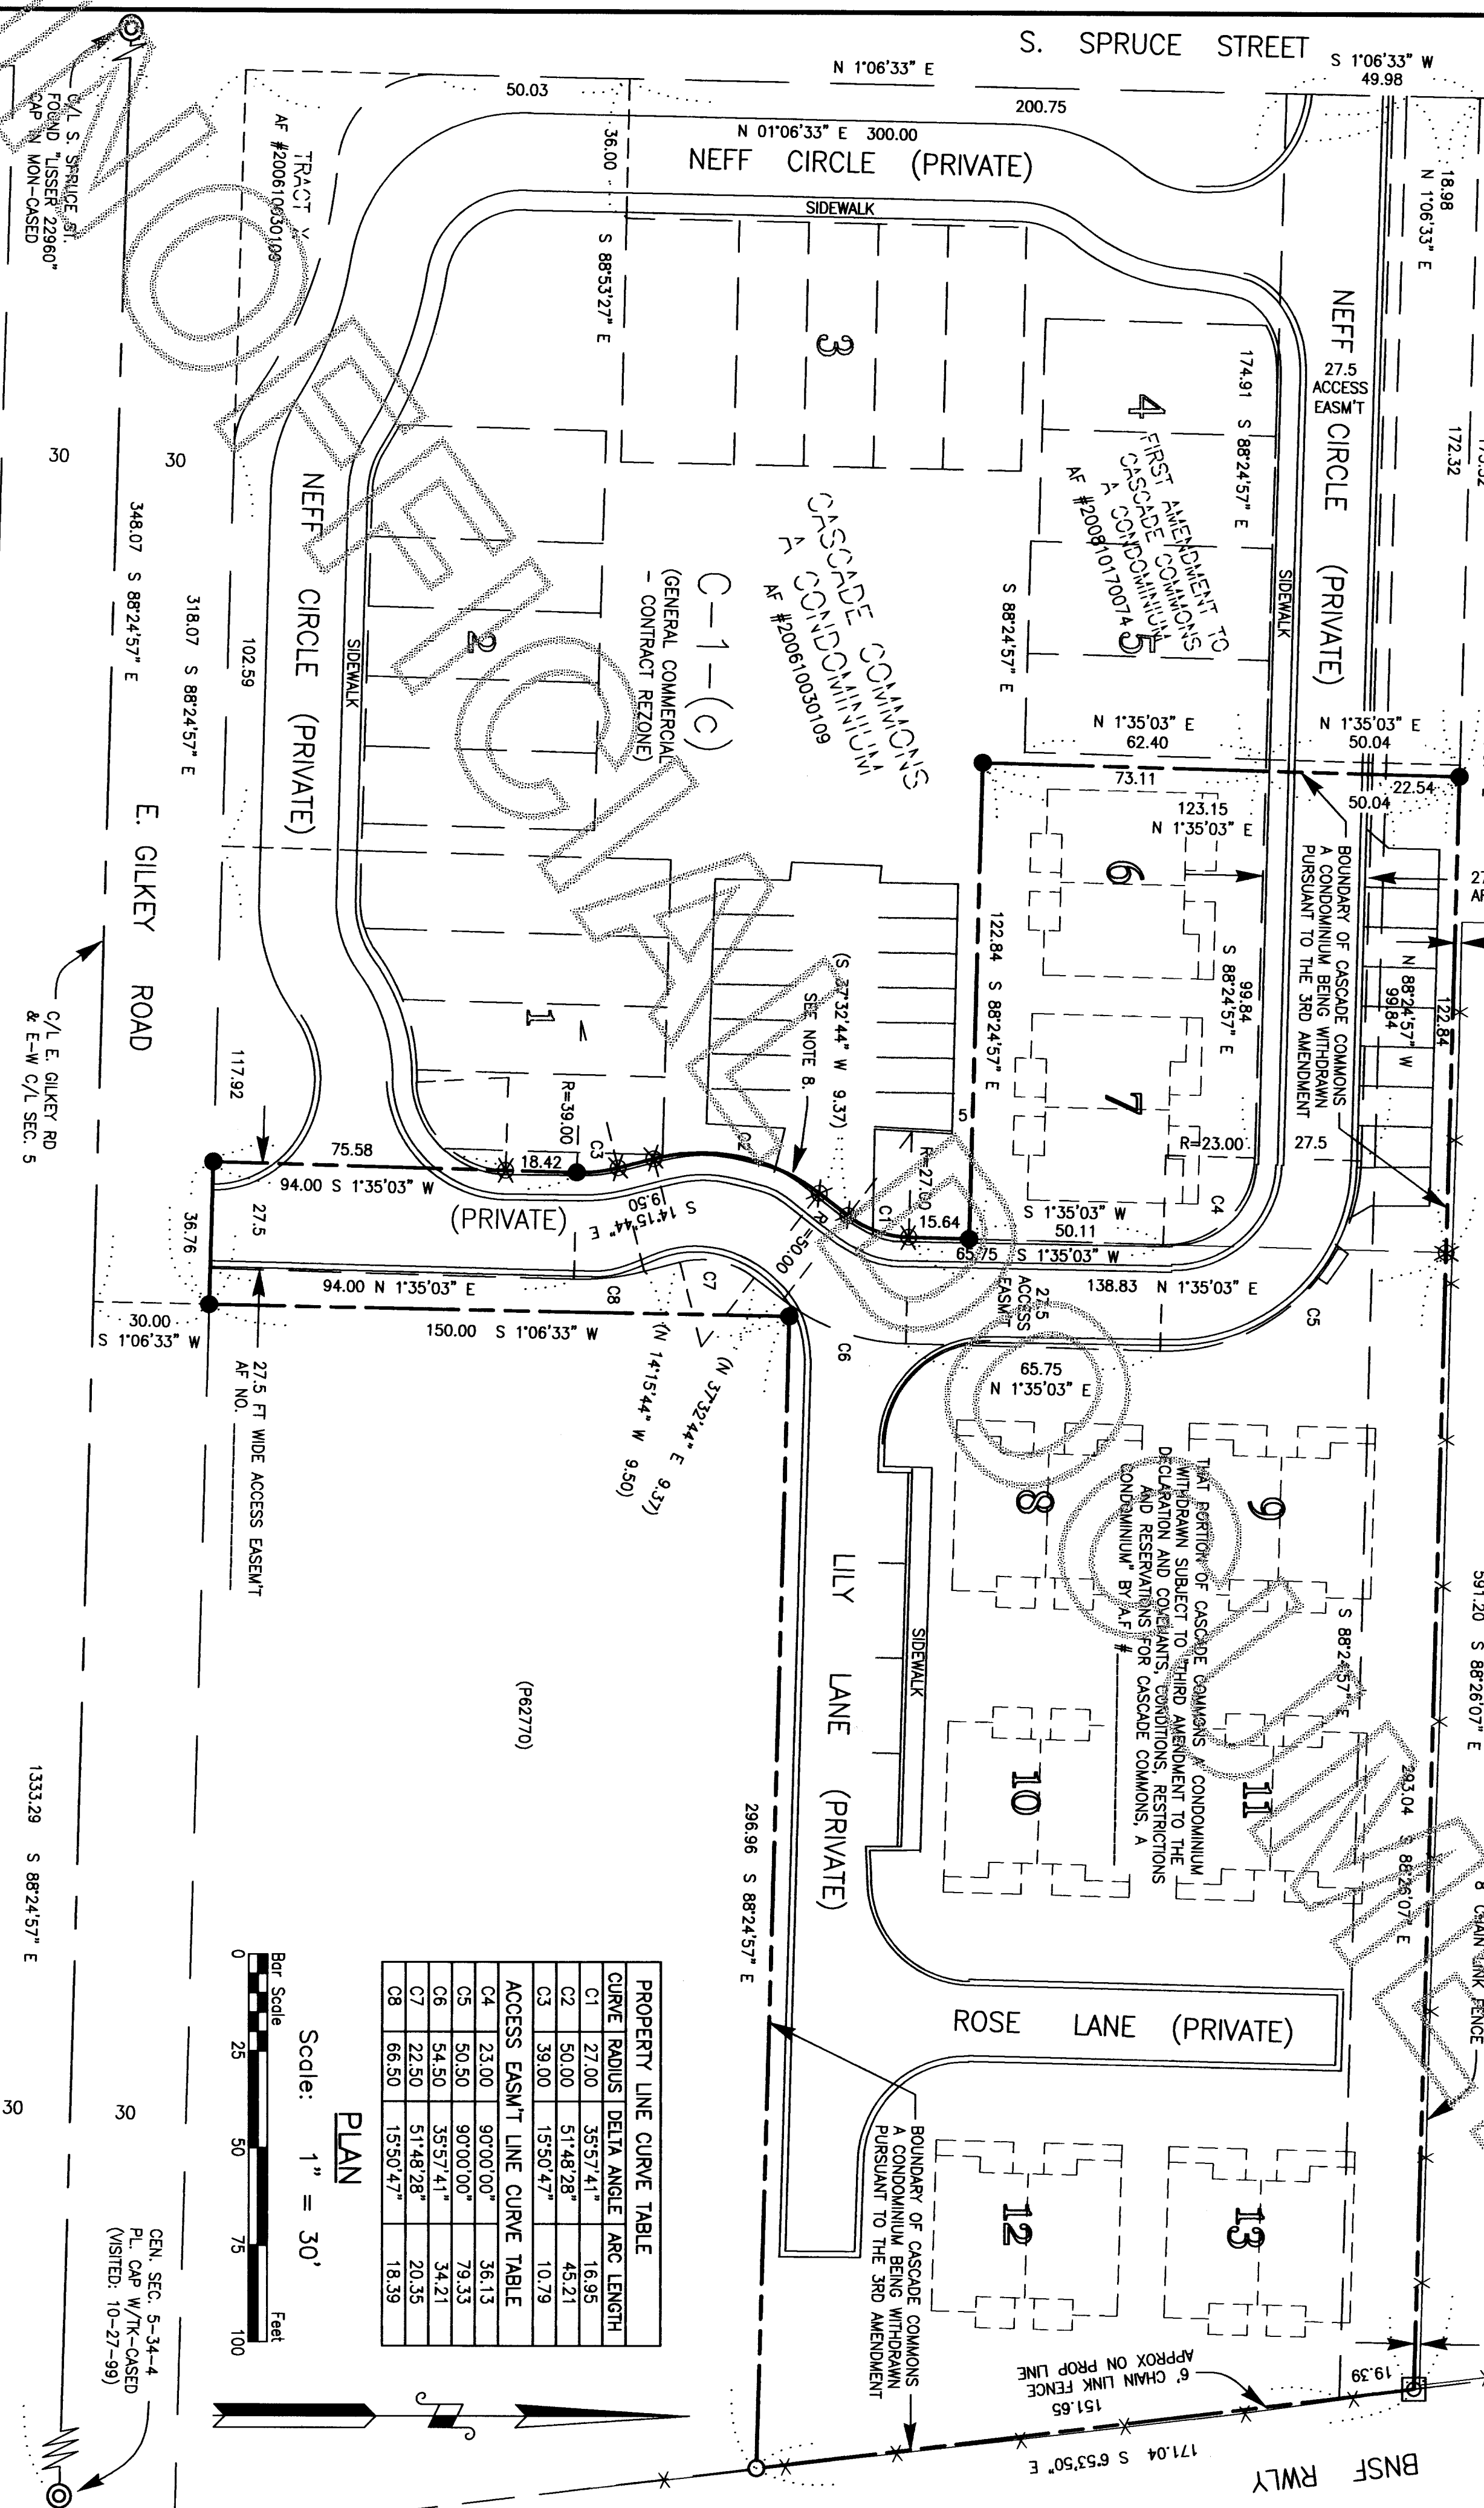 S. SPRUCE STREET
S 1°06'33" W
49.98
N 1°06'33" E
50.03
200.75
N 01°06'33" E 300.00
NEFF CIRCLE (PRIVATE)
SIDEWALK
36.00
S 88°53'27" E
18.98
N 1°06'33" E
C/L S. SPRUCE ST.
FOUND "LISSER 22960"
CAP IN MON-CASED
TRACT X
AF #200610030109
3
174.91 S 88°24'57" E
NEFF CIRCLE (PRIVATE)
27.5
ACCESS
EASM'T
172.32
4
FIRST AMENDMENT TO
CASCADE COMMONS
A CONDOMINIUM
AF #200810170074
5
SIDEWALK
30
30
348.07 S 88°24'57" E
318.07 S 88°24'57" E
102.59
NEFF CIRCLE (PRIVATE)
SIDEWALK
2
C-1-(C)
(GENERAL COMMERCIAL
- CONTRACT REZONE)
CASCADE COMMONS
A CONDOMINIUM
AF #200610030109
S 88°24'57" E
N 1°35'03" E
62.40
N 1°35'03" E
50.04
73.11
22.54
50.04
123.15
N 1°35'03" E
6
BOUNDARY OF CASCADE COMMONS
A CONDOMINIUM BEING WITHDRAWN
PURSUANT TO THE 3RD AMENDMENT
122.84 S 88°24'57" E
99.84
S 88°24'57" E
N 88°24'57" W
99.84
122.84
7
R=23.00
27.5
C4
E. GILKEY ROAD
C/L E. GILKEY RD
& E-W C/L SEC. 5
117.92
1
(S 37°32'44" W 9.37)
SEE NOTE 8.
R=39.00
C3
C2
5
R=27.00
C1
15.64
75.58
18.42
94.00 S 1°35'03" W
27.5
36.76
(PRIVATE)
S 14°15'44" E
9.50
R=50.00
S 1°35'03" W
50.11
65.75 S 1°35'03" W
138.83 N 1°35'03" E
27.5
ACCESS
EASM'T
C5
94.00 N 1°35'03" E
C8
C7
C6
30.00
S 1°06'33" W
150.00 S 1°06'33" W
65.75
N 1°35'03" E
27.5 FT WIDE ACCESS EASEM'T
AF NO.
(N 14°15'44" W 9.50)
(N 37°32'44" E 9.37)
8
9
THAT PORTION OF CASCADE COMMONS A CONDOMINIUM
WITHDRAWN SUBJECT TO "THIRD AMENDMENT TO THE
DECLARATION AND COVENANTS, CONDITIONS, RESTRICTIONS
AND RESERVATIONS FOR CASCADE COMMONS, A
CONDOMINIUM" BY A.F. #
S 88°24'57" E
591.20 S 88°26'07" E
LILY LANE (PRIVATE)
SIDEWALK
(P62770)
10
11
293.04 S 88°26'07" E
CHAIN LINK FENCE
296.96 S 88°24'57" E
1333.29 S 88°24'57" E
ROSE LANE (PRIVATE)
BOUNDARY OF CASCADE COMMONS
A CONDOMINIUM BEING WITHDRAWN
PURSUANT TO THE 3RD AMENDMENT
12
13
PROPERTY LINE CURVE TABLE
CURVE RADIUS DELTA ANGLE ARC LENGTH
C1 27.00 35°57'41" 16.95
C2 50.00 51°48'28" 45.21
C3 39.00 15°50'47" 10.79
ACCESS EASM'T LINE CURVE TABLE
C4 23.00 90°00'00" 36.13
C5 50.50 90°00'00" 79.33
C6 54.50 35°57'41" 34.21
C7 22.50 51°48'28" 20.35
C8 66.50 15°50'47" 18.39
PLAN
Scale: 1" = 30'
Bar Scale Feet
0 25 50 75 100
30
30
CEN. SEC. 5-34-4
PL. CAP W/TK-CASED
(VISITED: 10-27-99)
6' CHAIN LINK FENCE
APPROX ON PROP LINE
151.65
19.39
171.04 S 6°53'50" E
BNSF RWLY
UNOFFICIAL DOCUMENT